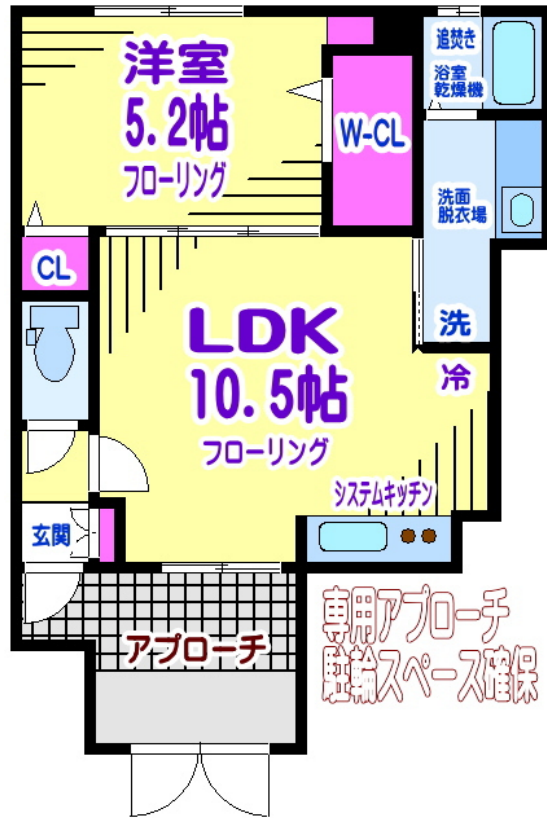 洋室
5.2帖
フローリング
W-CL
追焚き
浴室
乾燥機
洗面
脱衣場
洗
CL
LDK
10.5帖
フローリング
冷
システムキッチン
玄関
アプローチ
専用アプローチ
駐輪スペース確保